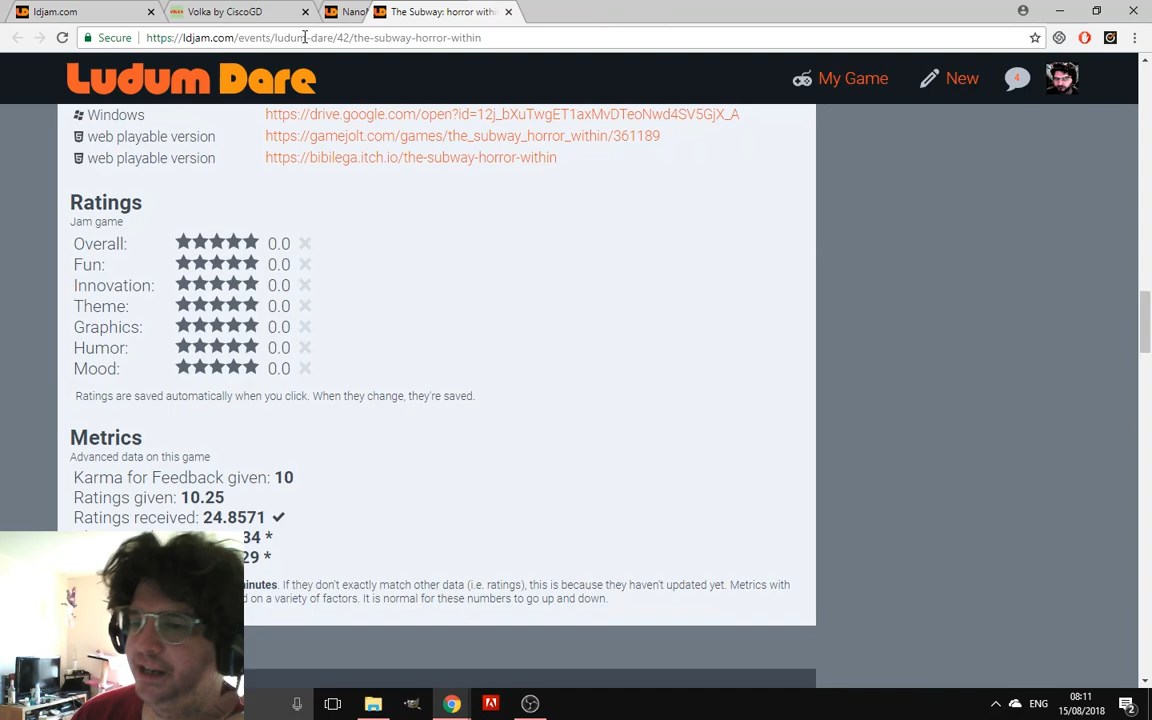 ldjam.com
Volka by CiscoGD
NanoR
The Subway: horror with
Secure
https://ldjam.com/events/ludum-dare/42/the-subway-horror-within
LUDUM DARE
My Game
New
4
Windows
https://drive.google.com/open?id=12j_bXuTwgET1axMvDTeoNwd4SV5GjX_A
web playable version
https://gamejolt.com/games/the_subway_horror_within/361189
web playable version
https://bibilega.itch.io/the-subway-horror-within
Ratings
Jam game
Overall: 0.0
Fun: 0.0
Innovation: 0.0
Theme: 0.0
Graphics: 0.0
Humor: 0.0
Mood: 0.0
Ratings are saved automatically when you click. When they change, they're saved.
Metrics
Advanced data on this game
Karma for Feedback given: 10
Ratings given: 10.25
Ratings received: 24.8571
34 *
29 *
minutes. If they don't exactly match other data (i.e. ratings), this is because they haven't updated yet. Metrics with
on a variety of factors. It is normal for these numbers to go up and down.
ENG
08:11
15/08/2018
2